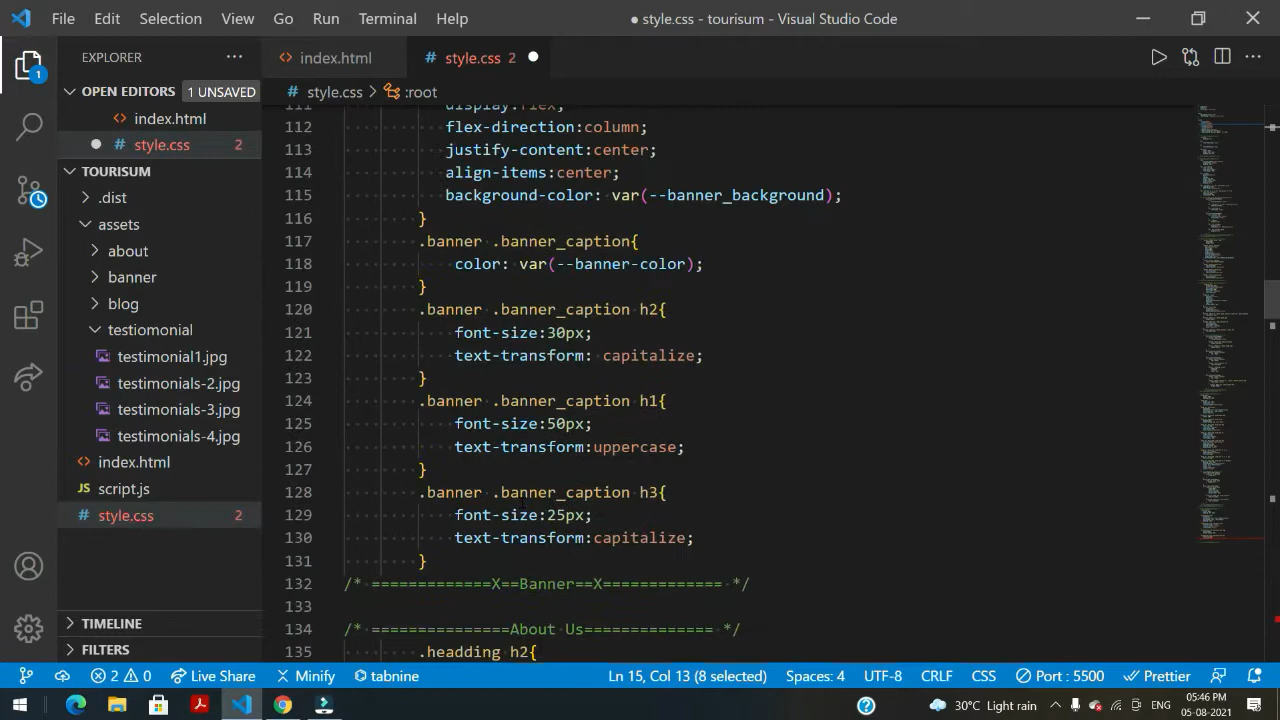 File Edit Selection View Go Run Terminal Help ● style.css - tourisum - Visual Studio Code
EXPLORER
index.html
# style.css 2
OPEN EDITORS 1 UNSAVED
# style.css > :root
index.html
# style.css 2
TOURISUM
.dist
assets
about
banner
blog
testiomonial
testimonial1.jpg
testimonials-2.jpg
testimonials-3.jpg
testimonials-4.jpg
index.html
JS script.js
# style.css 2
TIMELINE
FILTERS
111 display:flex;
112 flex-direction:column;
113 justify-content:center;
114 align-items:center;
115 background-color: var(--banner_background);
116 }
117 .banner .banner_caption{
118 color: var(--banner-color);
119 }
120 .banner .banner_caption h2{
121 font-size:30px;
122 text-transform: capitalize;
123 }
124 .banner .banner_caption h1{
125 font-size:50px;
126 text-transform:uppercase;
127 }
128 .banner .banner_caption h3{
129 font-size:25px;
130 text-transform:capitalize;
131 }
132 /* =============X==Banner==X============= */
133
134 /* ===============About Us============== */
135 .headding h2{
1
2 0 Live Share Minify tabnine Ln 15, Col 13 (8 selected) Spaces: 4 UTF-8 CRLF CSS Port : 5500 Prettier
30°C Light rain ENG 05:46 PM
05-08-2021